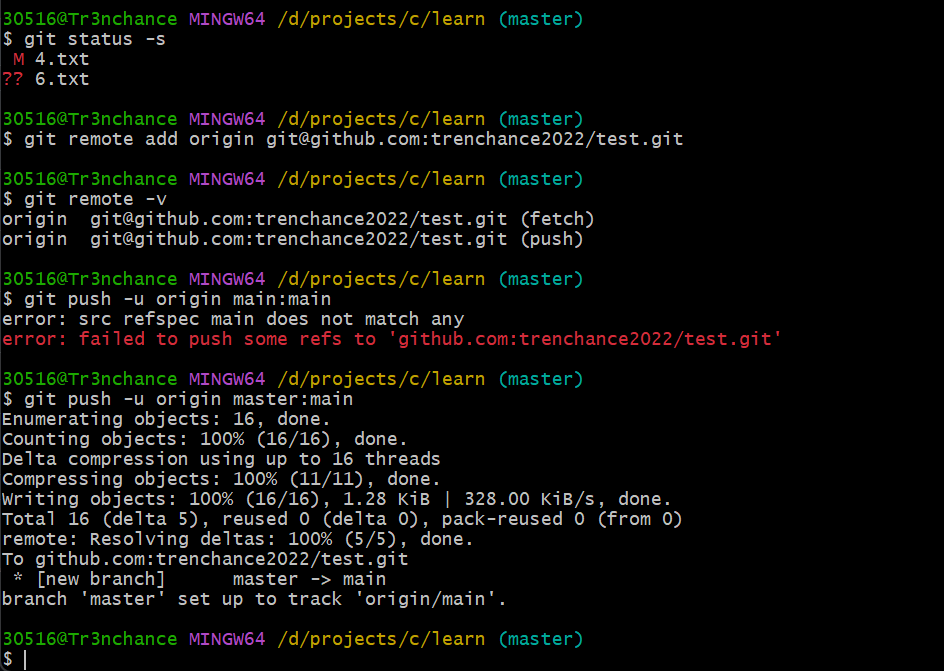 30516@Tr3nchance MINGW64 /d/projects/c/learn (master)
$ git status -s
 M 4.txt
?? 6.txt
30516@Tr3nchance MINGW64 /d/projects/c/learn (master)
$ git remote add origin git@github.com:trenchance2022/test.git
30516@Tr3nchance MINGW64 /d/projects/c/learn (master)
$ git remote -v
origin  git@github.com:trenchance2022/test.git (fetch)
origin  git@github.com:trenchance2022/test.git (push)
30516@Tr3nchance MINGW64 /d/projects/c/learn (master)
$ git push -u origin main:main
error: src refspec main does not match any
error: failed to push some refs to 'github.com:trenchance2022/test.git'
30516@Tr3nchance MINGW64 /d/projects/c/learn (master)
$ git push -u origin master:main
Enumerating objects: 16, done.
Counting objects: 100% (16/16), done.
Delta compression using up to 16 threads
Compressing objects: 100% (11/11), done.
Writing objects: 100% (16/16), 1.28 KiB | 328.00 KiB/s, done.
Total 16 (delta 5), reused 0 (delta 0), pack-reused 0 (from 0)
remote: Resolving deltas: 100% (5/5), done.
To github.com:trenchance2022/test.git
 * [new branch]      master -> main
branch 'master' set up to track 'origin/main'.
30516@Tr3nchance MINGW64 /d/projects/c/learn (master)
$